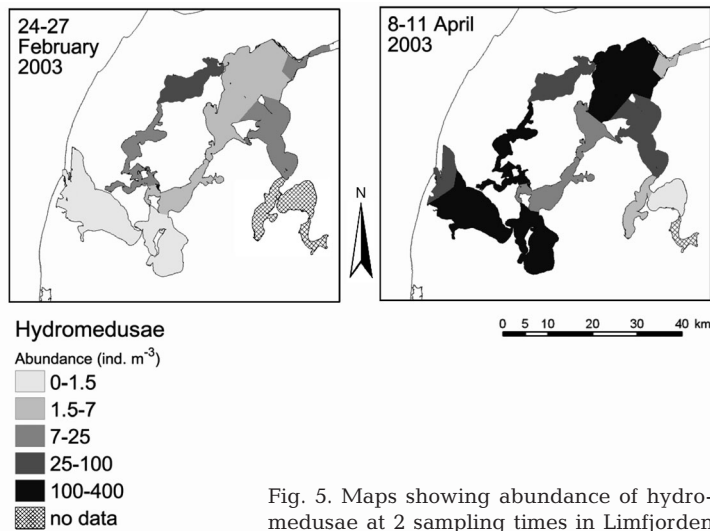 24-27
February
2003
8-11 April
2003
N
0 5 10 20 30 40 km
Hydromedusae
Abundance (ind. m-3)
0-1.5
1.5-7
7-25
25-100
100-400
no data
Fig. 5. Maps showing abundance of hydro-
medusae at 2 sampling times in Limfjorden